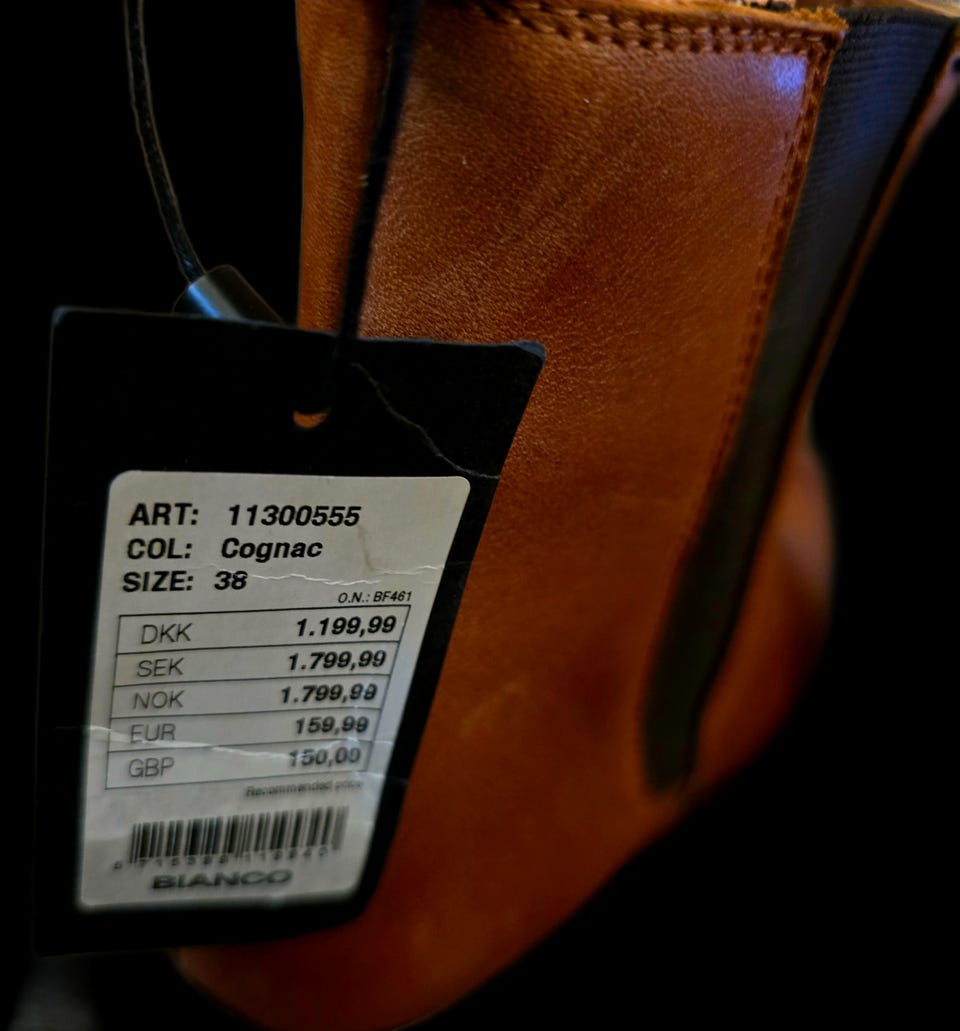 ART: 11300555
COL: Cognac
SIZE: 38
O.N.: BF461
DKK 1.199,99
SEK 1.799,99
NOK 1.799,99
EUR 159,99
GBP 150,00
Recommended price
BIANCO